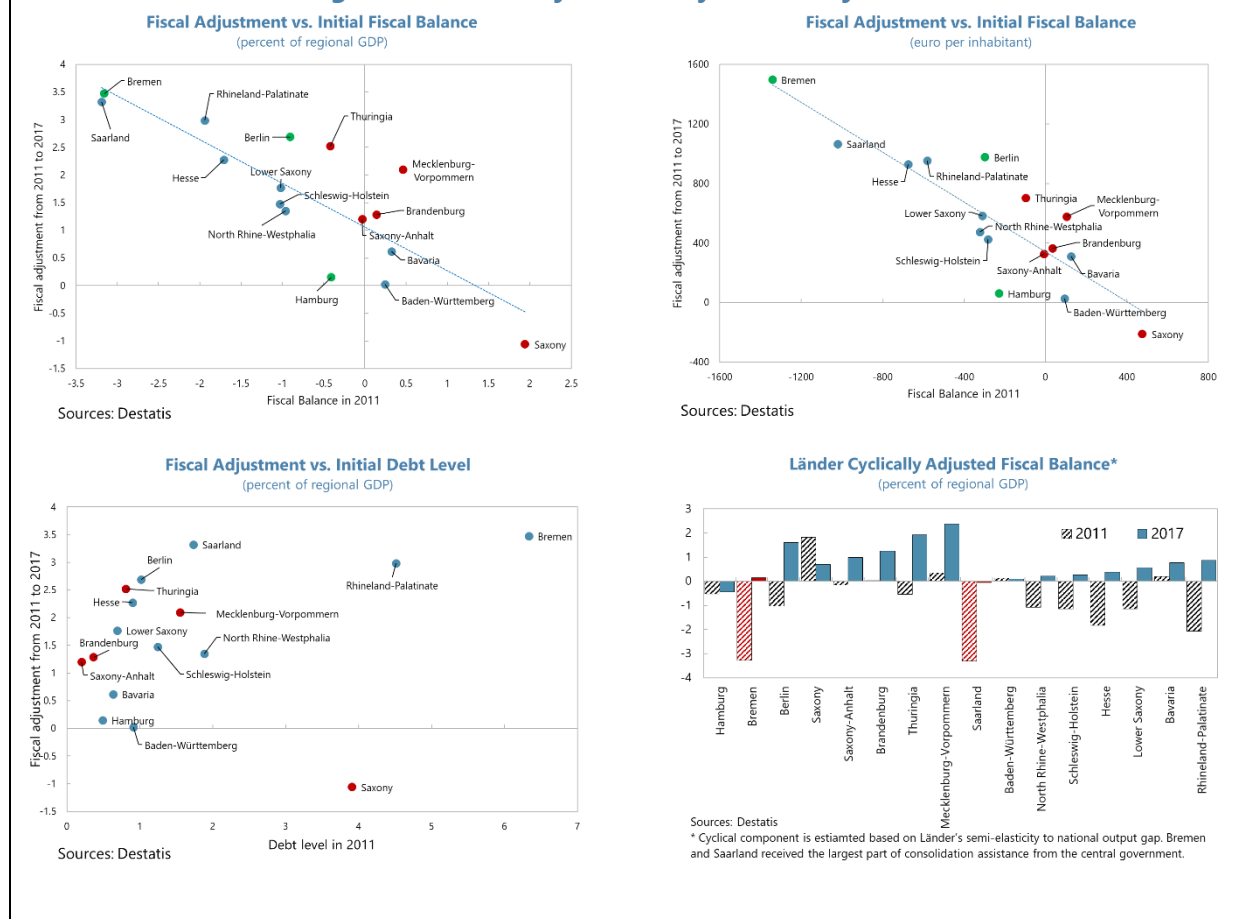 Fiscal Adjustment vs. Initial Fiscal Balance
(percent of regional GDP)
Fiscal adjustment from 2011 to 2017
4
3.5
3
2.5
2
1.5
1
0.5
0
-0.5
-1
-1.5
Bremen
Saarland
Rhineland-Palatinate
Hesse
Berlin
Thuringia
Lower Saxony
Mecklenburg-
Vorpommern
Schleswig-Holstein
North Rhine-Westphalia
Brandenburg
Saxony-Anhalt
Bavaria
Hamburg
Baden-Württemberg
Saxony
-3.5 -3 -2.5 -2 -1.5 -1 -0.5 0 0.5 1 1.5 2 2.5
Fiscal Balance in 2011
Sources: Destatis
Fiscal Adjustment vs. Initial Fiscal Balance
(euro per inhabitant)
Fiscal adjustment from 2011 to 2017
1600
1200
800
400
0
-400
Bremen
Saarland
Hesse
Rhineland-Palatinate
Berlin
Thuringia
Mecklenburg-
Vorpommern
Lower Saxony
North Rhine-Westphalia
Schleswig-Holstein
Brandenburg
Saxony-Anhalt
Bavaria
Hamburg
Baden-Württemberg
Saxony
-1600 -1200 -800 -400 0 400 800
Fiscal Balance in 2011
Sources: Destatis
Fiscal Adjustment vs. Initial Debt Level
(percent of regional GDP)
Fiscal adjustment from 2011 to 2017
4
3.5
3
2.5
2
1.5
1
0.5
0
-0.5
-1
-1.5
Saarland
Bremen
Berlin
Rhineland-Palatinate
Thuringia
Hesse
Mecklenburg-Vorpommern
Lower Saxony
North Rhine-Westphalia
Brandenburg
Schleswig-Holstein
Saxony-Anhalt
Bavaria
Hamburg
Baden-Württemberg
Saxony
0 1 2 3 4 5 6 7
Debt level in 2011
Sources: Destatis
Länder Cyclically Adjusted Fiscal Balance*
(percent of regional GDP)
3
2
1
0
-1
-2
-3
-4
2011
2017
Hamburg
Bremen
Berlin
Saxony
Saxony-Anhalt
Brandenburg
Thuringia
Mecklenburg-Vorpommern
Saarland
Baden-Württemberg
North Rhine-Westphalia
Schleswig-Holstein
Hesse
Lower Saxony
Bavaria
Rhineland-Palatinate
Sources: Destatis
* Cyclical component is estiamted based on Länder's semi-elasticity to national output gap. Bremen
and Saarland received the largest part of consolidation assistance from the central government.